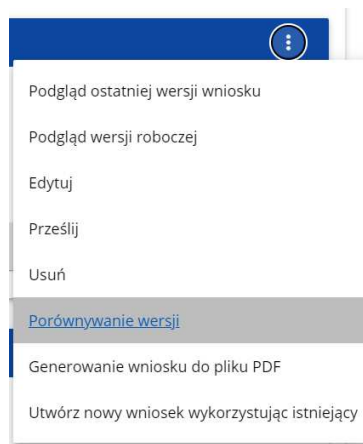 Podgląd ostatniej wersji wniosku
Podgląd wersji roboczej
Edytuj
Prześlij
Usuń
Porównywanie wersji
Generowanie wniosku do pliku PDF
Utwórz nowy wniosek wykorzystując istniejący